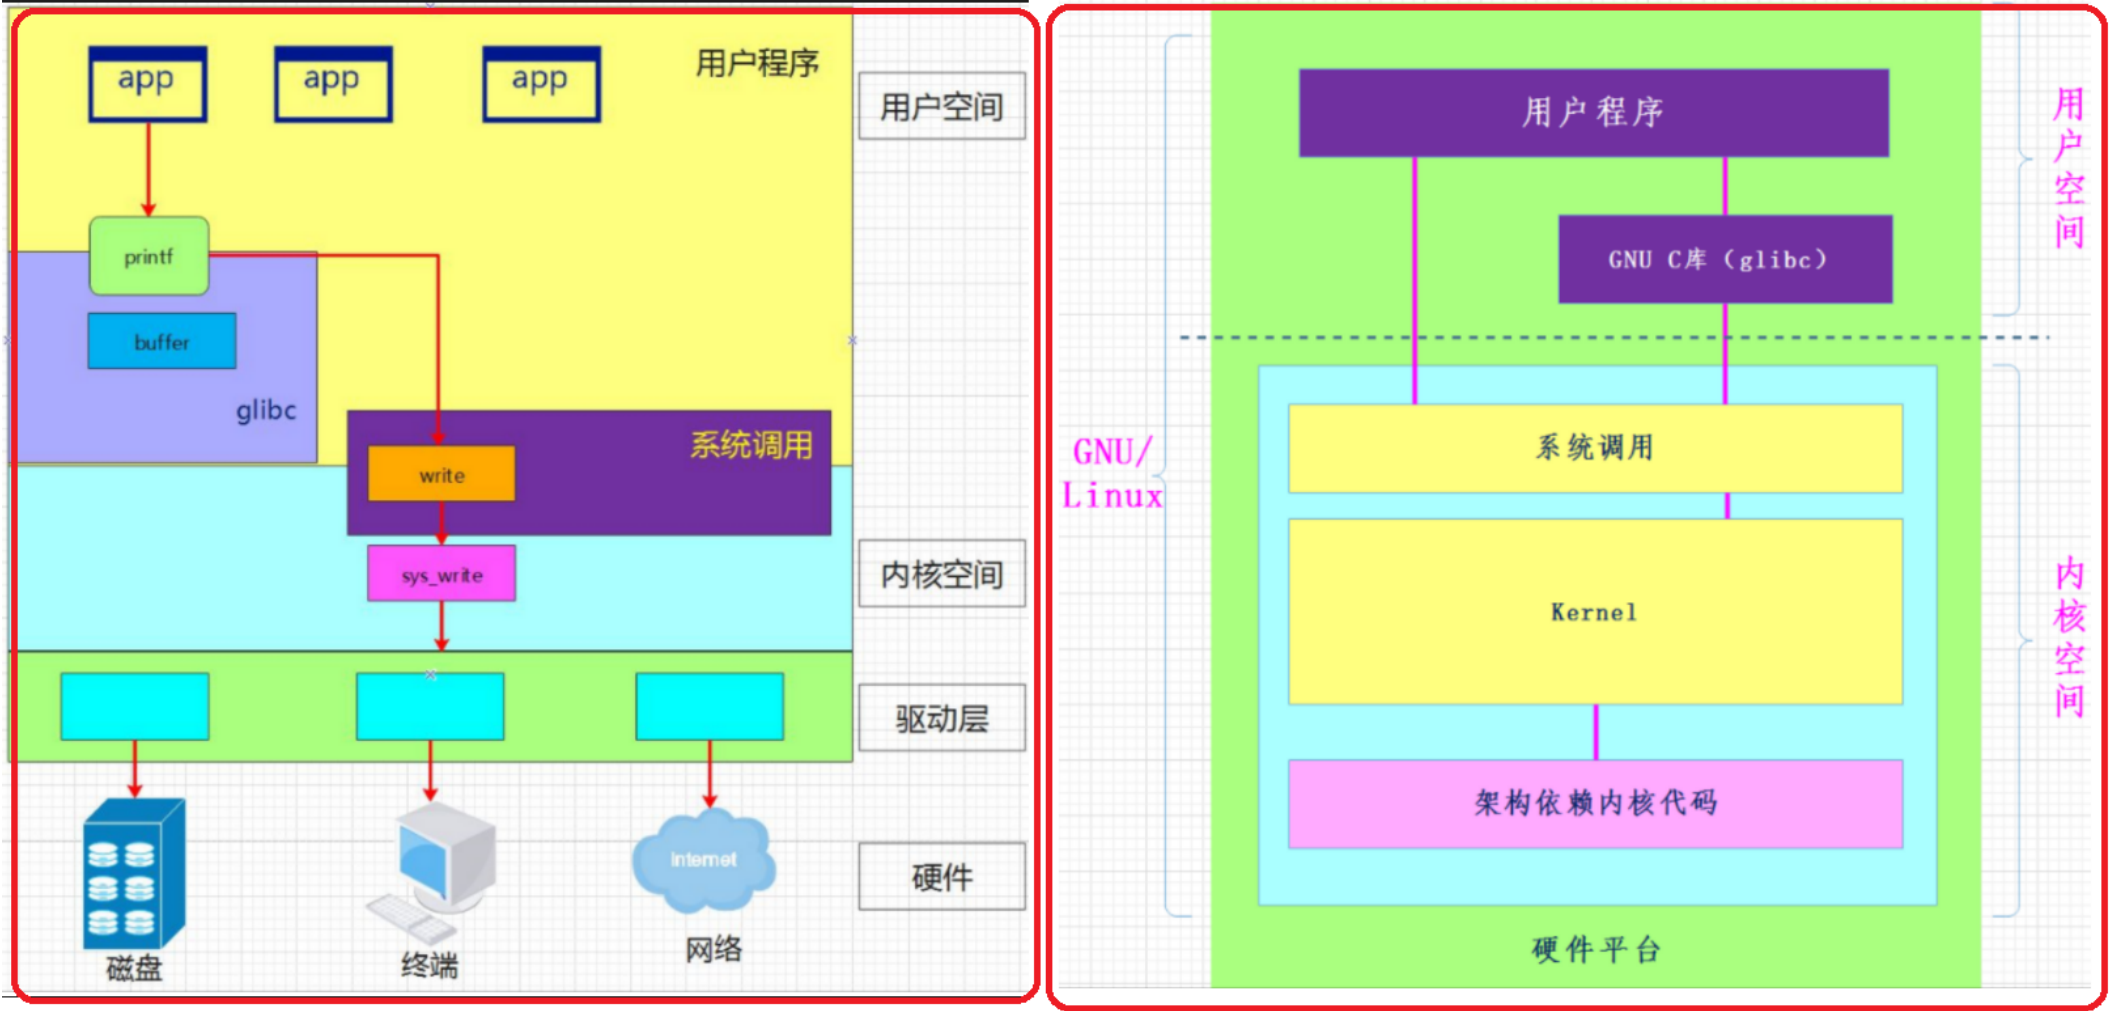 app
app
app
用户程序
用户空间
printf
buffer
glibc
系统调用
write
sys_write
内核空间
驱动层
Internet
硬件
磁盘
终端
网络
用户程序
GNU C库（glibc）
用户空间
GNU/
Linux
系统调用
Kernel
内核空间
架构依赖内核代码
硬件平台